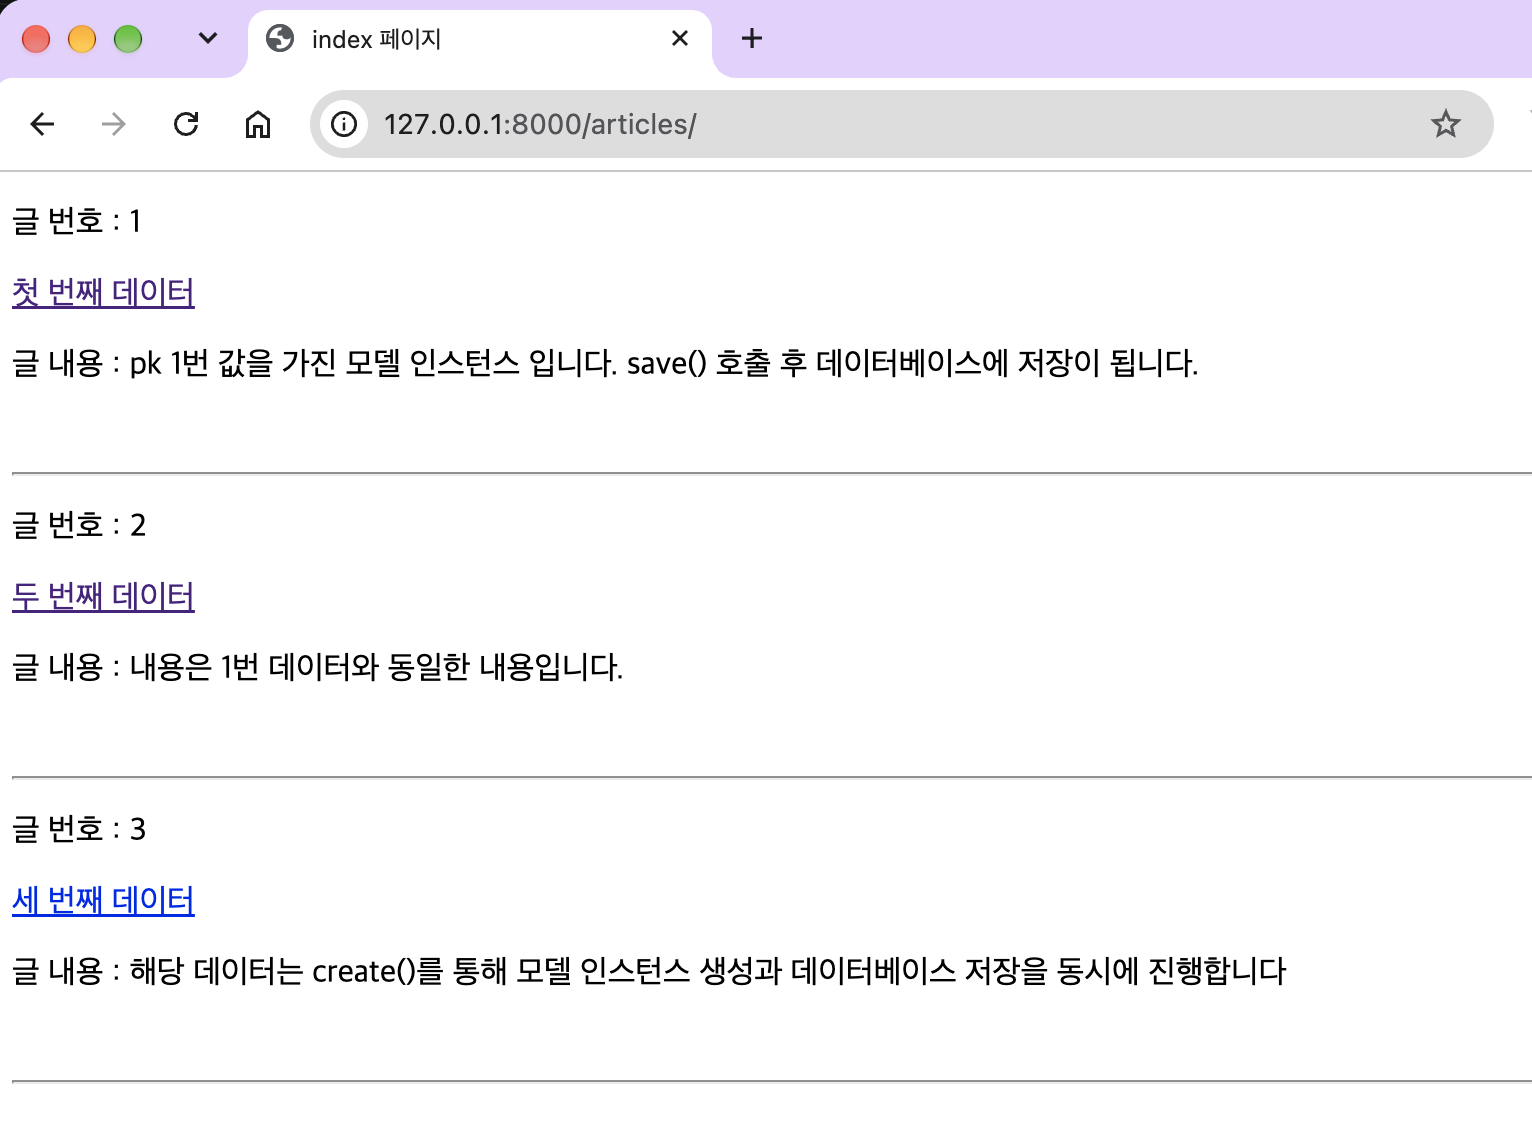 index 페이지
127.0.0.1:8000/articles/
글 번호 : 1
첫 번째 데이터
글 내용 : pk 1번 값을 가진 모델 인스턴스 입니다. save() 호출 후 데이터베이스에 저장이 됩니다.
글 번호 : 2
두 번째 데이터
글 내용 : 내용은 1번 데이터와 동일한 내용입니다.
글 번호 : 3
세 번째 데이터
글 내용 : 해당 데이터는 create()를 통해 모델 인스턴스 생성과 데이터베이스 저장을 동시에 진행합니다